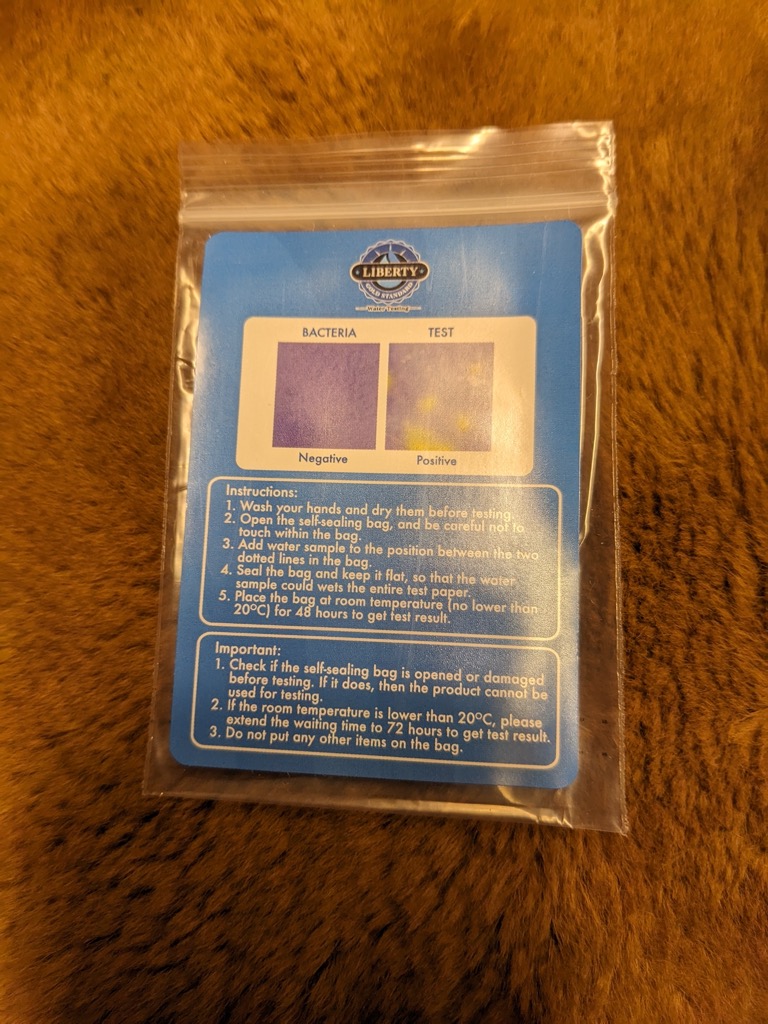 LIBERTY
GOLD STANDARD
Water Testing
BACTERIA TEST
Negative Positive
Instructions:
1. Wash your hands and dry them before testing.
2. Open the self-sealing bag, and be careful not to
touch within the bag.
3. Add water sample to the position between the two
dotted lines in the bag.
4. Seal the bag and keep it flat, so that the water
sample could wets the entire test paper.
5. Place the bag at room temperature (no lower than
20°C) for 48 hours to get test result.
Important:
1. Check if the self-sealing bag is opened or damaged
before testing. If it does, then the product cannot be
used for testing.
2. If the room temperature is lower than 20°C, please
extend the waiting time to 72 hours to get test result.
3. Do not put any other items on the bag.